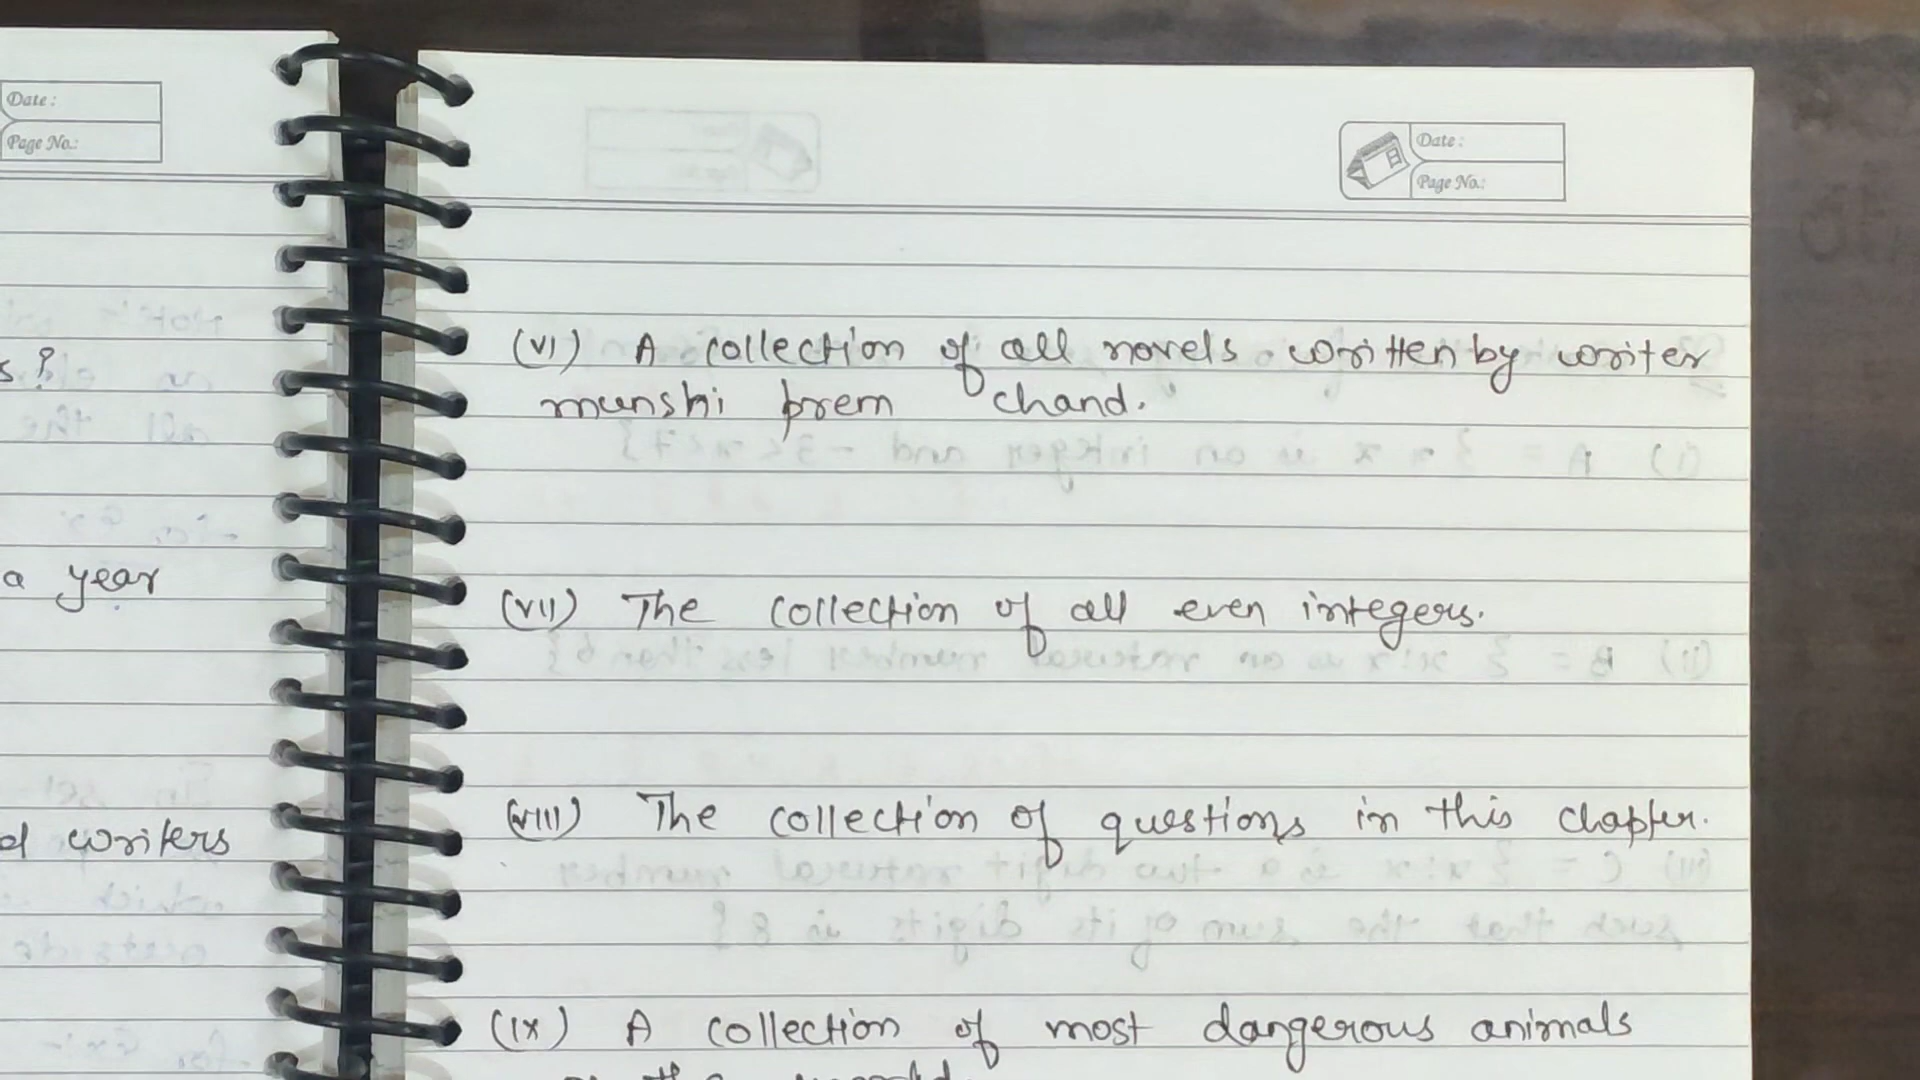 Date :
Page No.:
s ?
a year
d writers
Date :
Page No.:
(VI) A collection of all novels written by writer
munshi prem chand.
(VII) The collection of all even integers.
(VIII) The collection of questions in this chapter.
(IX) A collection of most dangerous animals